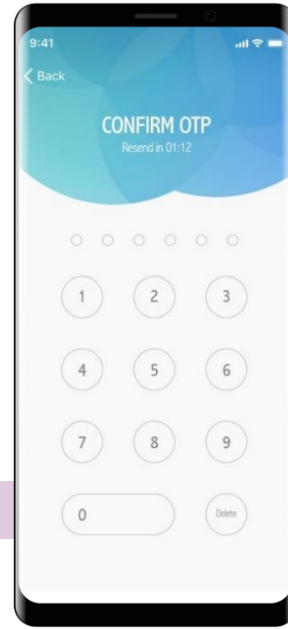 9:41
Back
CONFIRM OTP
Resend in 01:12
1 2 3
4 5 6
7 8 9
0 Delete